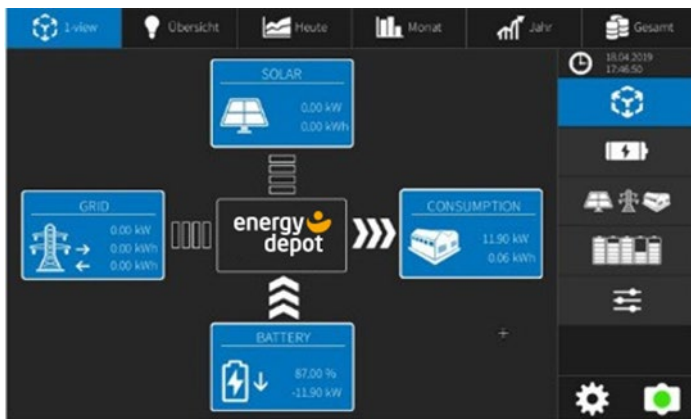 1-view
Übersicht
Heute
Monat
Jahr
Gesamt
18.04.2019
17:46:50
SOLAR
0.00 kW
0.00 kWh
GRID
0.00 kW
0.00 kWh
0.00 kWh
energy
depot
CONSUMPTION
11.90 kW
0.06 kWh
BATTERY
87.00 %
-11.90 kW